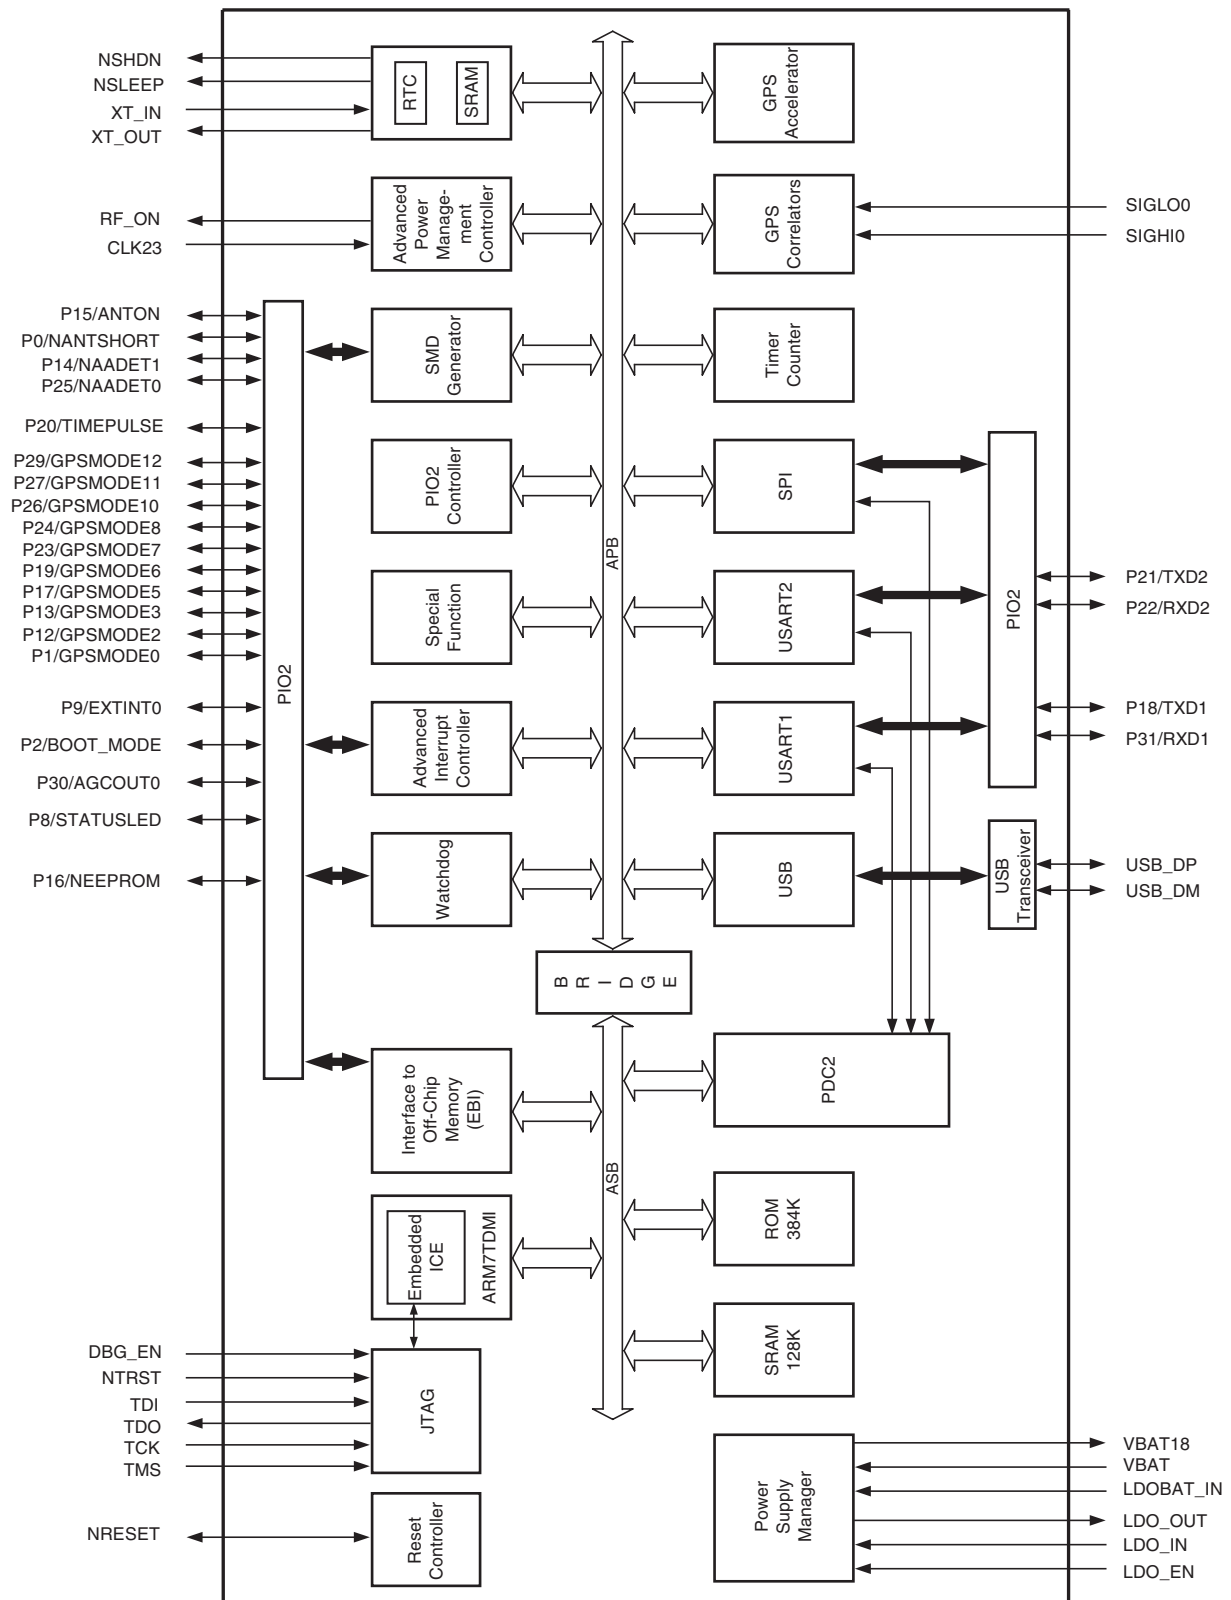 NSHDN
NSLEEP
XT_IN
XT_OUT
RF_ON
CLK23
P15/ANTON
P0/NANTSHORT
P14/NAADET1
P25/NAADET0
P20/TIMEPULSE
P29/GPSMODE12
P27/GPSMODE11
P26/GPSMODE10
P24/GPSMODE8
P23/GPSMODE7
P19/GPSMODE6
P17/GPSMODE5
P13/GPSMODE3
P12/GPSMODE2
P1/GPSMODE0
P9/EXTINT0
P2/BOOT_MODE
P30/AGCOUT0
P8/STATUSLED
P16/NEEPROM
DBG_EN
NTRST
TDI
TDO
TCK
TMS
NRESET
PIO2
RTC
SRAM
Advanced
Power
Manage-
ment
Controller
SMD
Generator
PIO2
Controller
Special
Function
Advanced
Interrupt
Controller
Watchdog
Interface to
Off-Chip
Memory
(EBI)
Embedded
ICE
ARM7TDMI
JTAG
Reset
Controller
APB
B
R
I
D
G
E
ASB
GPS
Accelerator
GPS
Correlators
Timer
Counter
SPI
USART2
USART1
USB
PDC2
ROM
384K
SRAM
128K
Power
Supply
Manager
PIO2
USB
Transceiver
SIGLO0
SIGHI0
P21/TXD2
P22/RXD2
P18/TXD1
P31/RXD1
USB_DP
USB_DM
VBAT18
VBAT
LDOBAT_IN
LDO_OUT
LDO_IN
LDO_EN